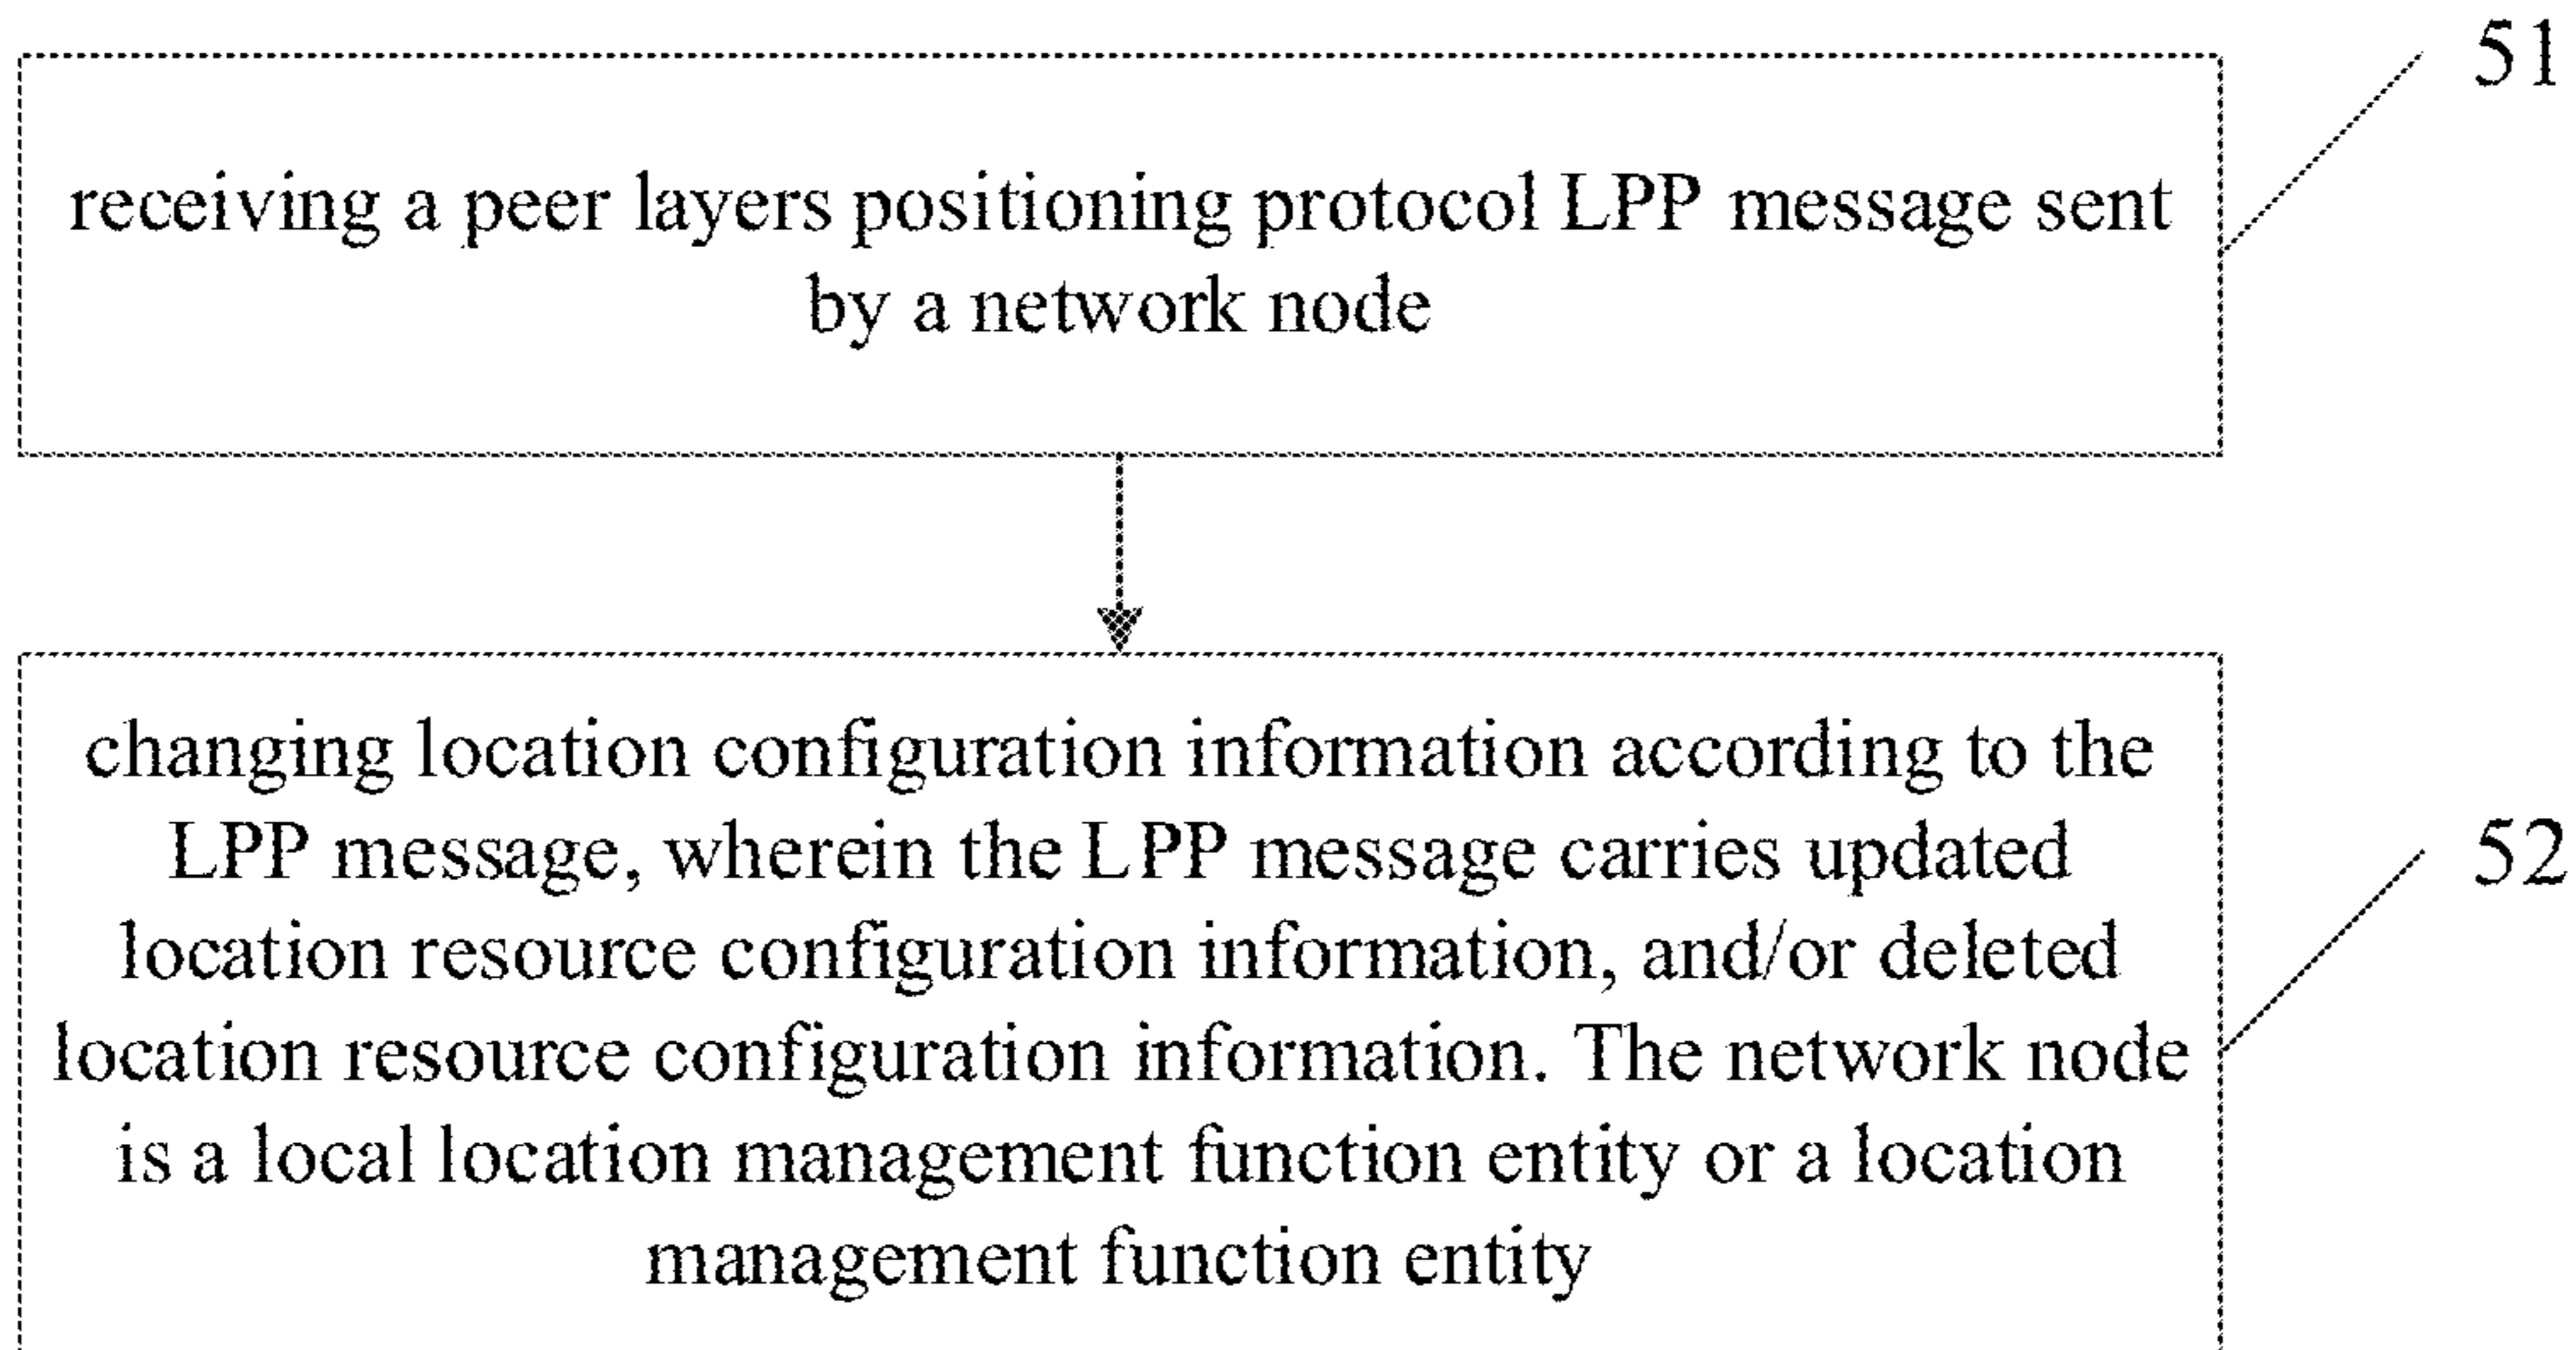 51
receiving a peer layers positioning protocol LPP message sent
by a network node
changing location configuration information according to the
LPP message, wherein the LPP message carries updated
52
location resource configuration information, and/or deleted
location resource configuration information. The network node
is a local location management function entity or a location
management function entity